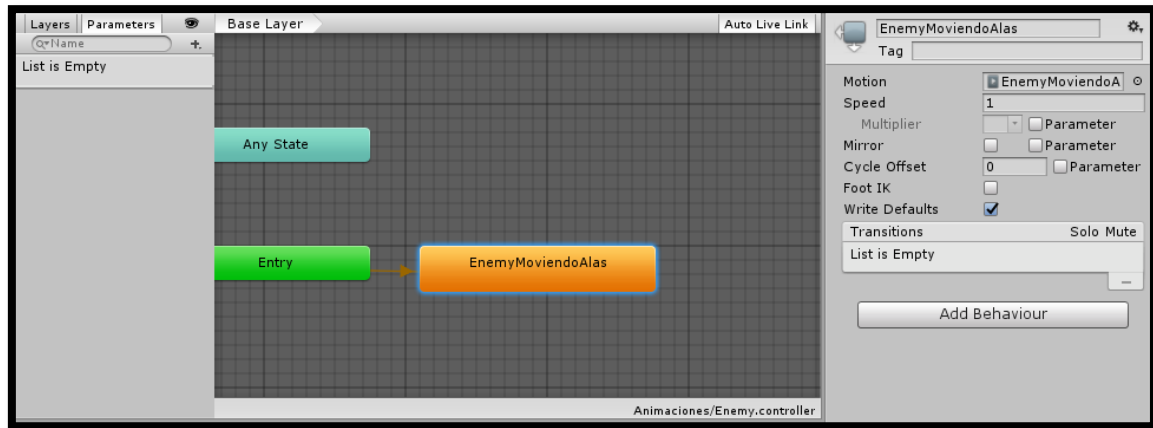 Layers Parameters
Name
List is Empty
Base Layer
Auto Live Link
Any State
Entry
EnemyMoviendoAlas
Animaciones/Enemy.controller
EnemyMoviendoAlas
Tag
Motion EnemyMoviendoA
Speed 1
Multiplier Parameter
Mirror Parameter
Cycle Offset 0 Parameter
Foot IK
Write Defaults
Transitions Solo Mute
List is Empty
Add Behaviour